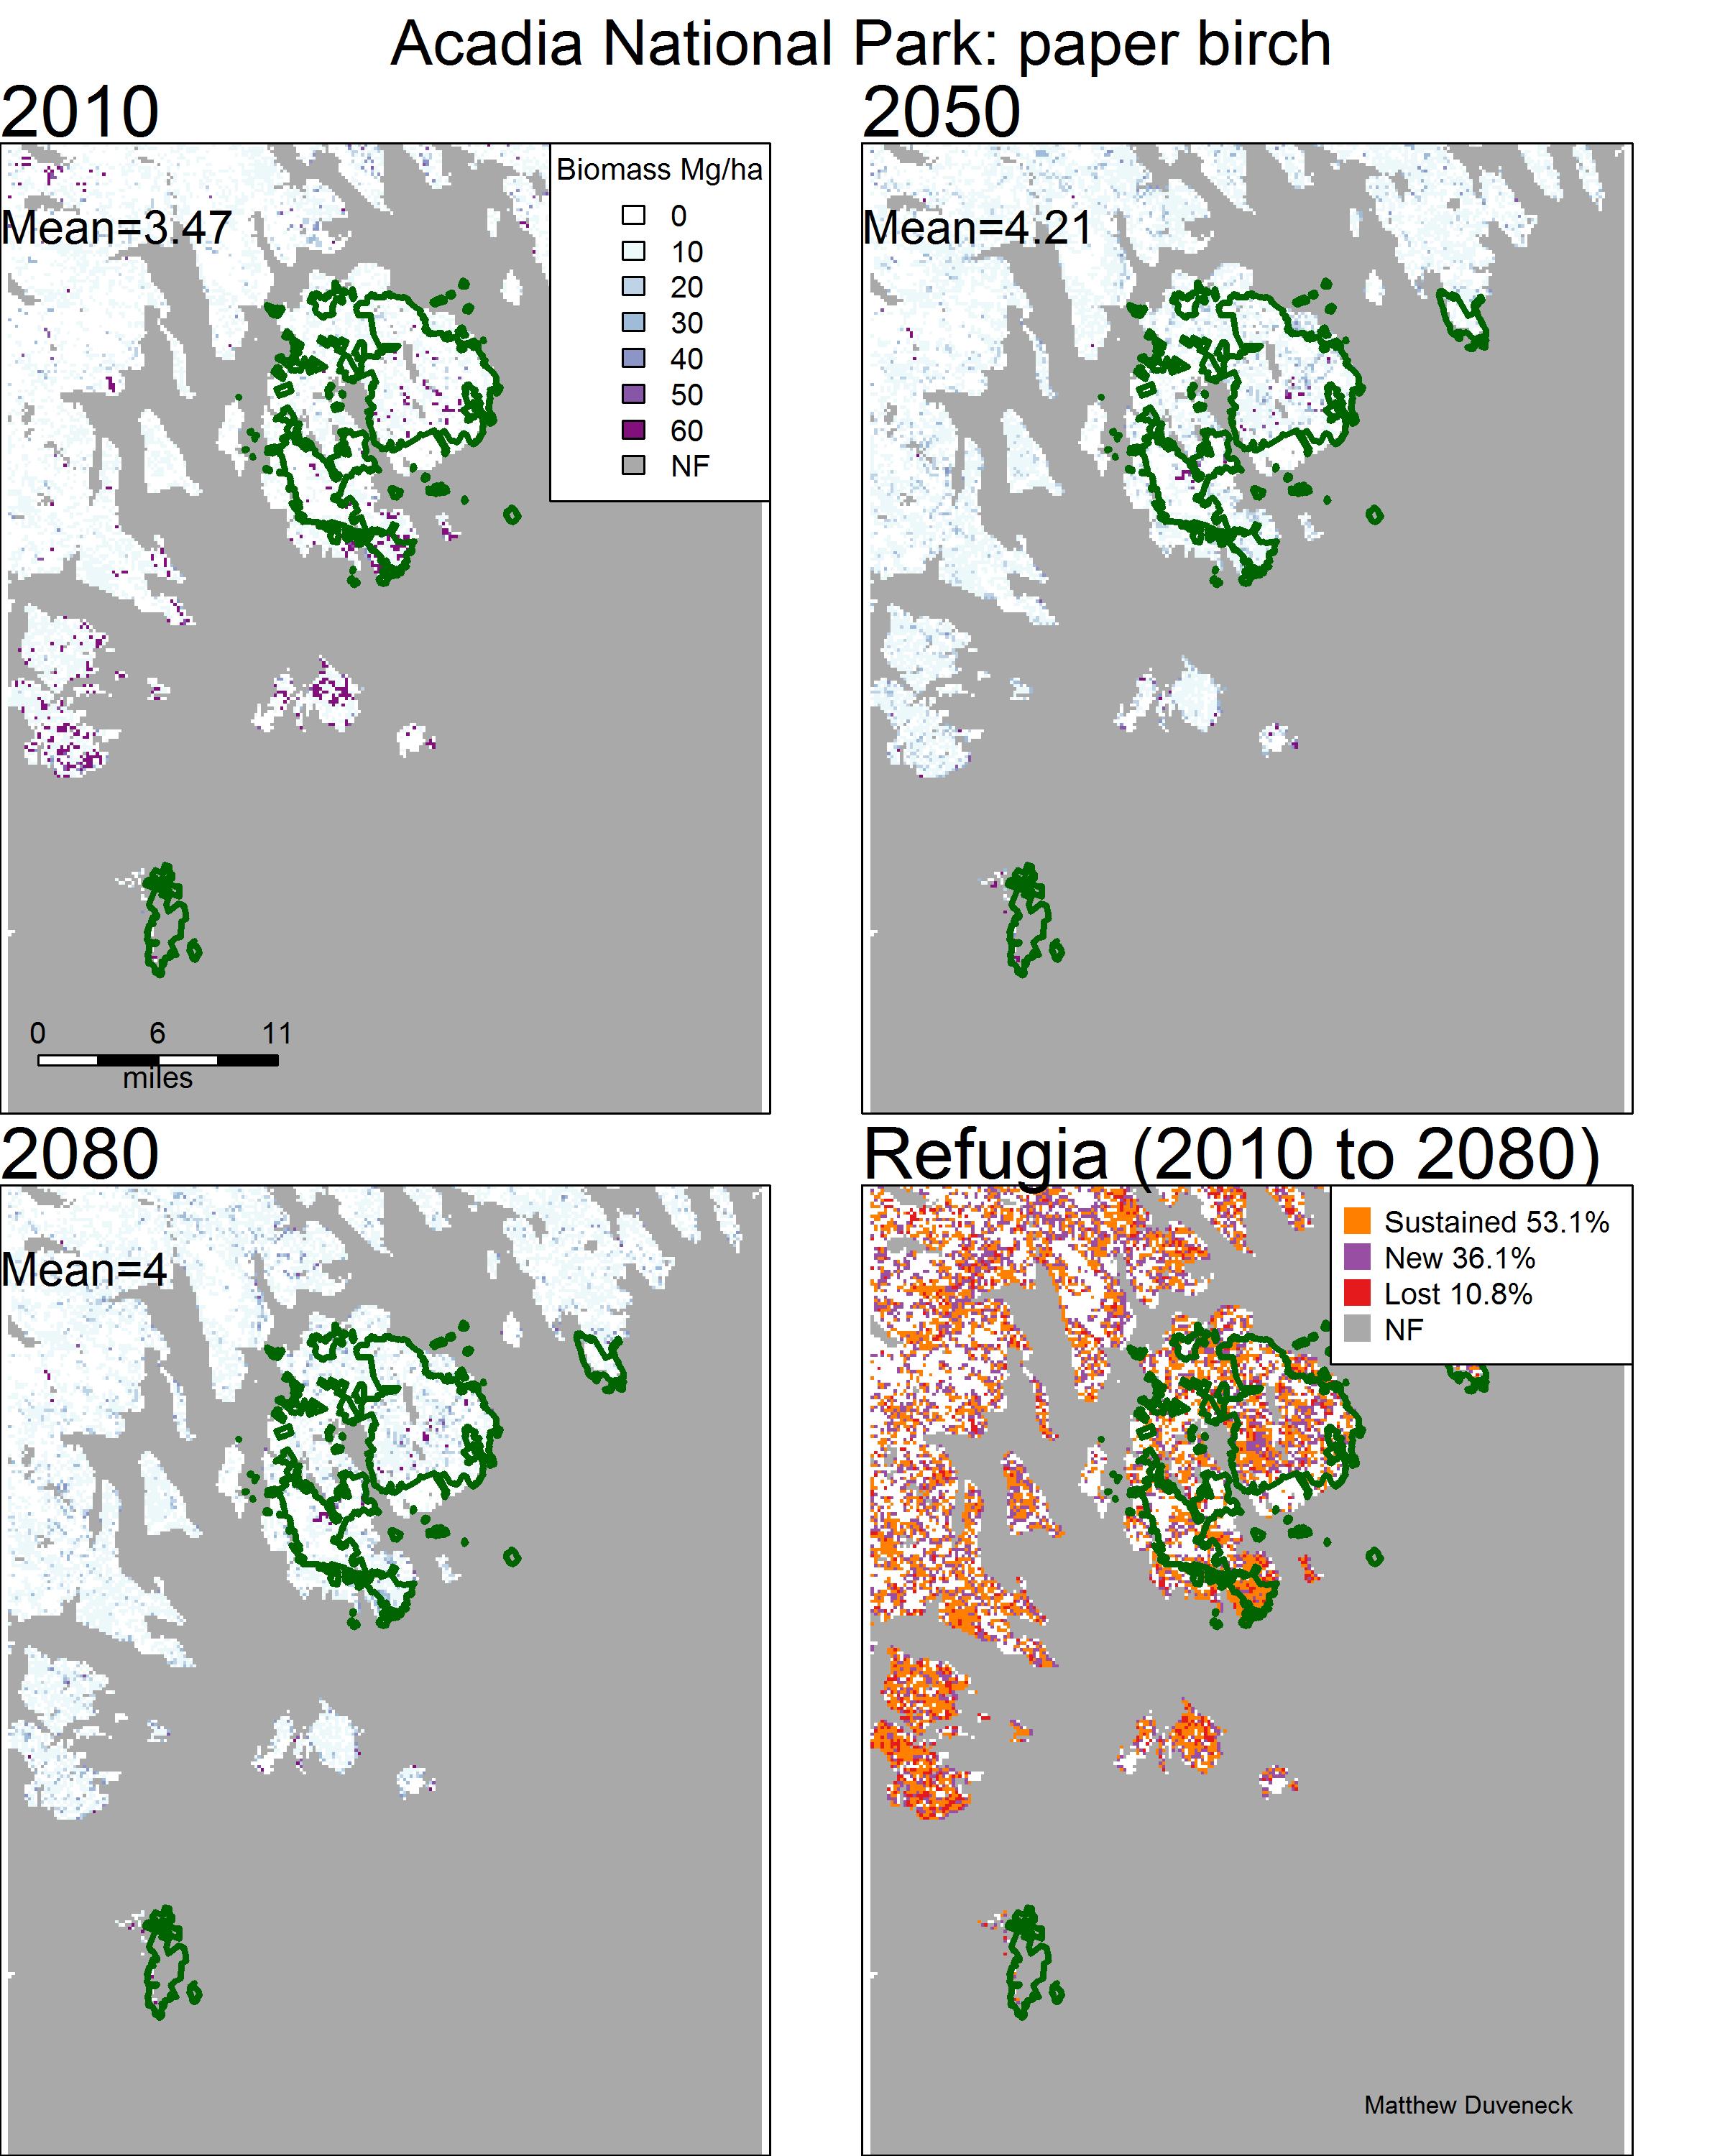 Acadia National Park: paper birch
2010
2050
Biomass Mg/ha
0
10
20
30
40
50
60
NF
Mean=3.47
Mean=4.21
0 6 11
miles
2080
Refugia (2010 to 2080)
Mean=4
Sustained 53.1%
New 36.1%
Lost 10.8%
NF
Matthew Duveneck